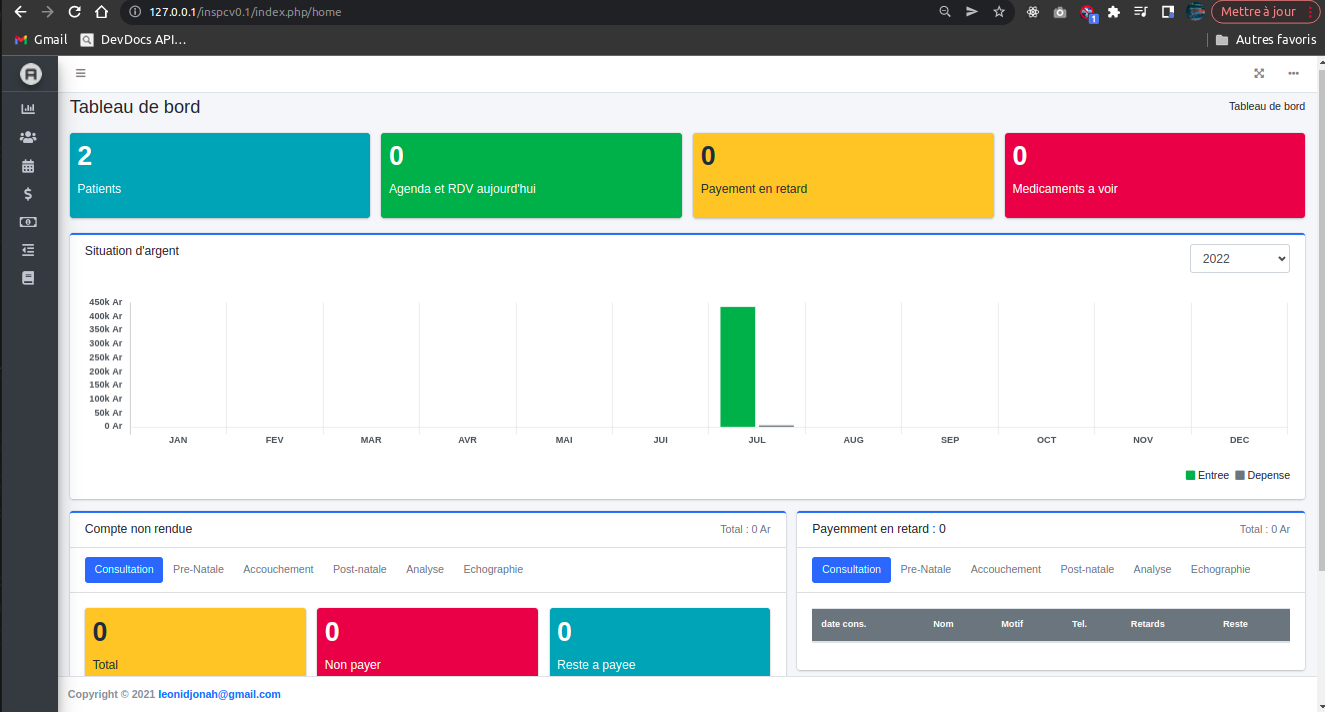 127.0.0.1/inspcv0.1/index.php/home
Mettre à jour
Gmail
DevDocs API...
Autres favoris
Tableau de bord
Tableau de bord
2
Patients
0
Agenda et RDV aujourd'hui
0
Payement en retard
0
Medicaments a voir
Situation d'argent
2022
450k Ar
400k Ar
350k Ar
300k Ar
250k Ar
200k Ar
150k Ar
100k Ar
50k Ar
0 Ar
JAN FEV MAR AVR MAI JUI JUL AUG SEP OCT NOV DEC
Entree Depense
Compte non rendue
Total : 0 Ar
Consultation Pre-Natale Accouchement Post-natale Analyse Echographie
0
Total
0
Non payer
0
Reste a payee
Payemment en retard : 0
Total : 0 Ar
Consultation Pre-Natale Accouchement Post-natale Analyse Echographie
date cons. Nom Motif Tel. Retards Reste
Copyright © 2021 leonidjonah@gmail.com